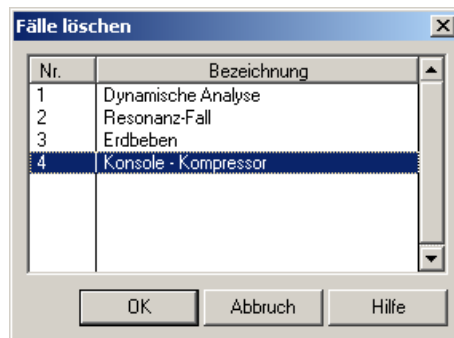 Fälle löschen
Nr. Bezeichnung
1 Dynamische Analyse
2 Resonanz-Fall
3 Erdbeben
4 Konsole - Kompressor
OK Abbruch Hilfe